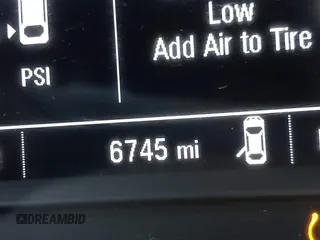 Low
Add Air to Tire
PSI
6745 mi
DREAMBID